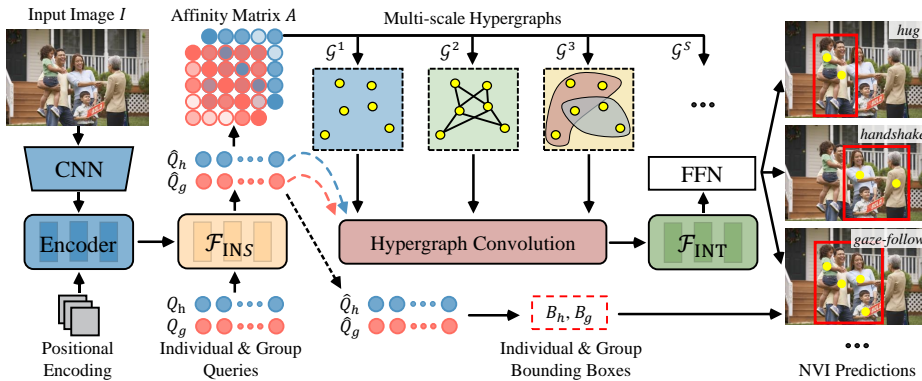 Input Image I
Affinity Matrix A
Multi-scale Hypergraphs
𝒢¹
𝒢²
𝒢³
𝒢ˢ
hug
CNN
Q̂ₕ
Q̂g
FFN
handshake
Encoder
ℱINS
Hypergraph Convolution
ℱINT
gaze-follow
Qₕ
Qg
Q̂ₕ
Q̂g
Bₕ, Bg
Positional
Encoding
Individual & Group
Queries
Individual & Group
Bounding Boxes
NVI Predictions